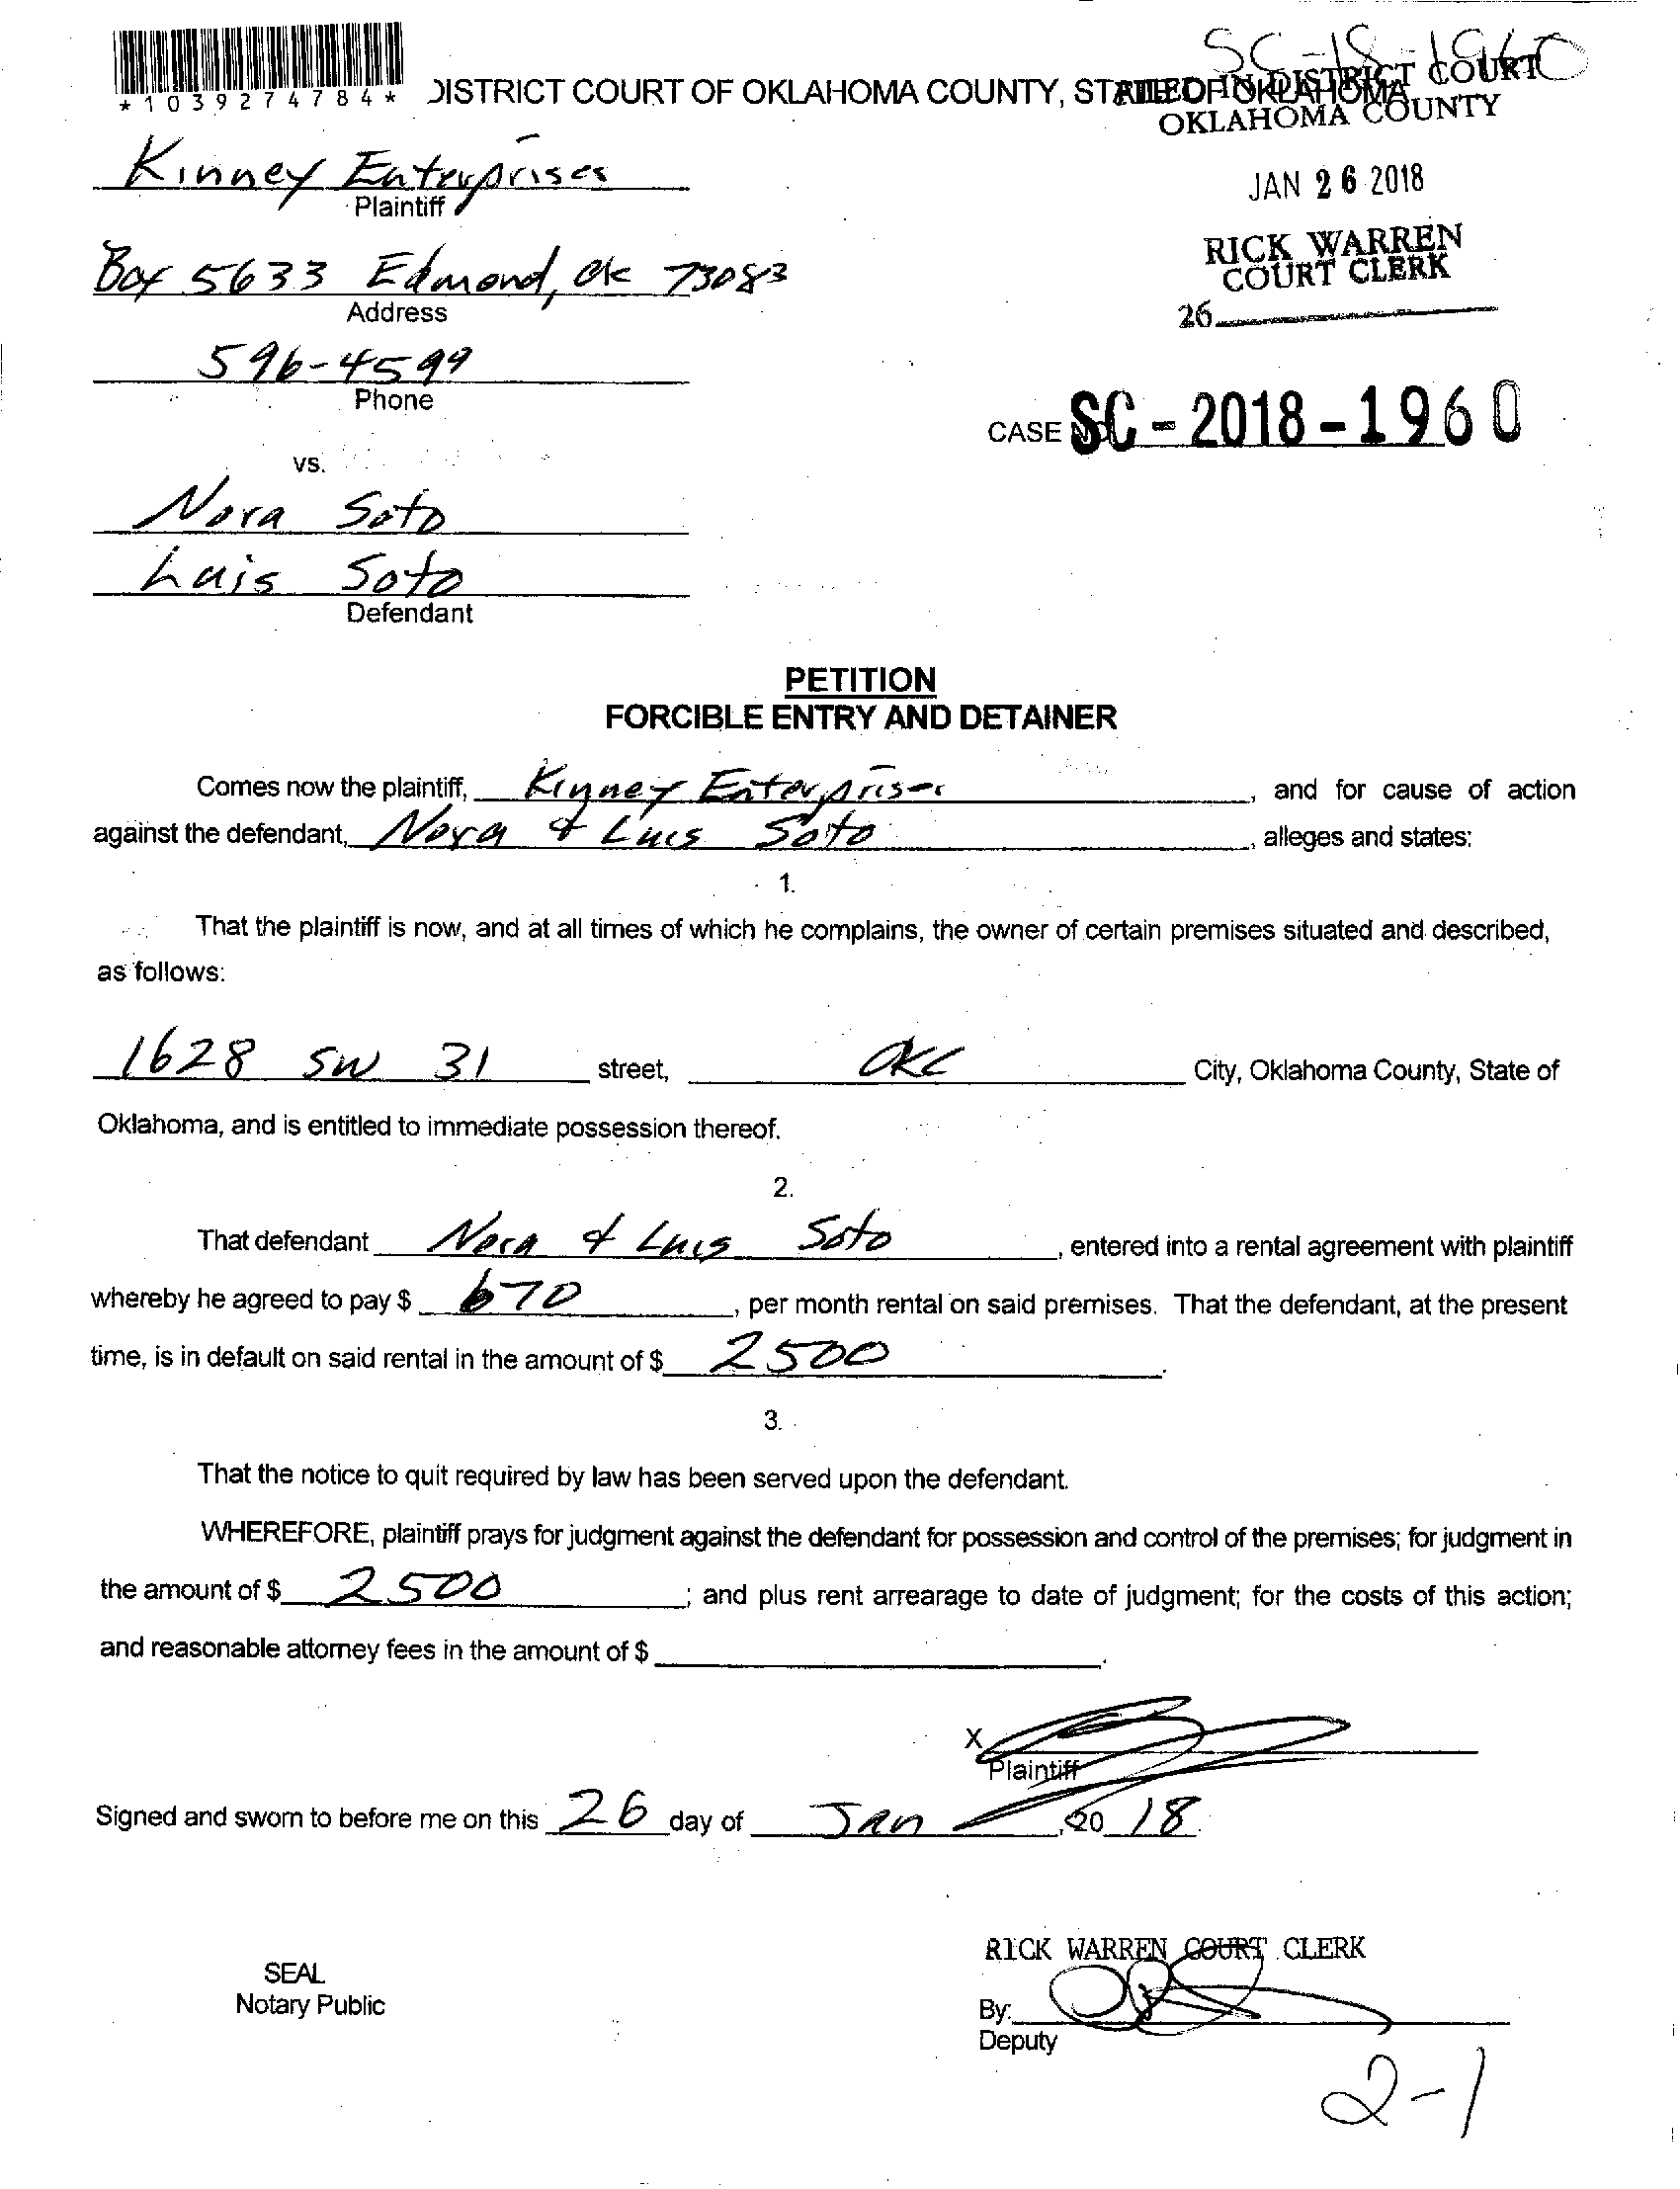 SC-18-1960
*1039274784*
DISTRICT COURT OF OKLAHOMA COUNTY, STATE OF OKLAHOMA
FILED IN DISTRICT COURT
OKLAHOMA COUNTY
Kinney Enterprises
Plaintiff
JAN 26 2018
RICK WARREN
COURT CLERK
Box 5633 Edmond, Ok 73083
Address
26
596-4599
Phone
CASE NO. SC-2018-1960
vs.
Nora Soto
Luis Soto
Defendant
PETITION
FORCIBLE ENTRY AND DETAINER
Comes now the plaintiff, Kinney Enterprises, and for cause of action
against the defendant, Nora & Luis Soto, alleges and states:
1.
That the plaintiff is now, and at all times of which he complains, the owner of certain premises situated and described,
as follows:
1628 SW 31 street, OKC City, Oklahoma County, State of
Oklahoma, and is entitled to immediate possession thereof.
2.
That defendant Nora & Luis Soto, entered into a rental agreement with plaintiff
whereby he agreed to pay $ 670, per month rental on said premises. That the defendant, at the present
time, is in default on said rental in the amount of $ 2500.
3.
That the notice to quit required by law has been served upon the defendant.
WHEREFORE, plaintiff prays for judgment against the defendant for possession and control of the premises; for judgment in
the amount of $ 2500; and plus rent arrearage to date of judgment; for the costs of this action;
and reasonable attorney fees in the amount of $ .
X
Plaintiff
Signed and sworn to before me on this 26 day of Jan, 20 18.
RICK WARREN COURT CLERK
SEAL
Notary Public
By:
Deputy
2-1